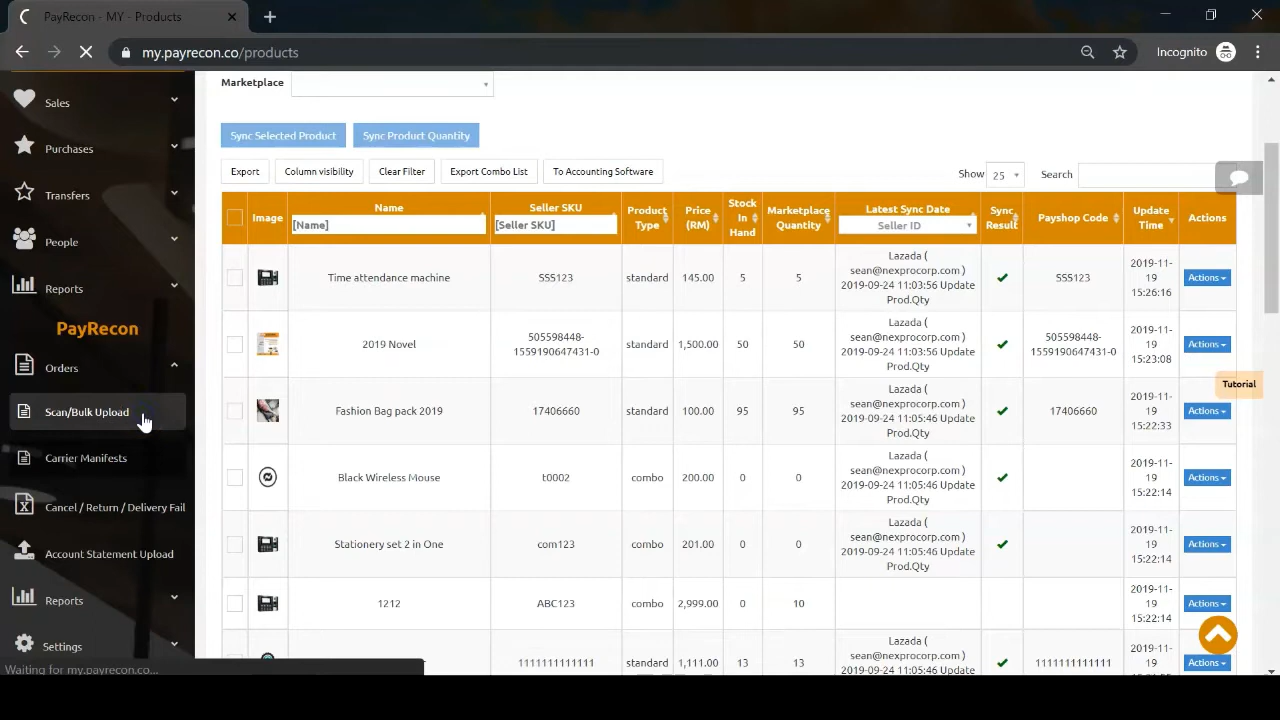 PayRecon - MY - Products
my.payrecon.co/products
Incognito
Sales
Purchases
Transfers
People
Reports
PayRecon
Orders
Scan/Bulk Upload
Carrier Manifests
Cancel / Return / Delivery Fail
Account Statement Upload
Reports
Settings
Waiting for my.payrecon.co...
Marketplace
Sync Selected Product
Sync Product Quantity
Export
Column visibility
Clear Filter
Export Combo List
To Accounting Software
Show 25
Search
Image
Name
[Name]
Seller SKU
[Seller SKU]
Product
Type
Price
(RM)
Stock
In
Hand
Marketplace
Quantity
Latest Sync Date
Seller ID
Sync
Result
Payshop Code
Update
Time
Actions
Time attendance machine
SSS123
standard
145.00
5
5
Lazada (
sean@nexprocorp.com )
2019-09-24 11:03:56 Update
Prod.Qty
SSS123
2019-11-
19
15:26:16
Actions
2019 Novel
505598448-
1559190647431-0
standard
1,500.00
50
50
Lazada (
sean@nexprocorp.com )
2019-09-24 11:03:56 Update
Prod.Qty
505598448-
1559190647431-0
2019-11-
19
15:23:08
Actions
Fashion Bag pack 2019
17406660
standard
100.00
95
95
Lazada (
sean@nexprocorp.com )
2019-09-24 11:05:46 Update
Prod.Qty
17406660
2019-11-
19
15:22:33
Actions
Black Wireless Mouse
t0002
combo
200.00
0
0
Lazada (
sean@nexprocorp.com )
2019-09-24 11:05:46 Update
Prod.Qty
2019-11-
19
15:22:14
Actions
Stationery set 2 in One
com123
combo
201.00
0
0
Lazada (
sean@nexprocorp.com )
2019-09-24 11:05:46 Update
Prod.Qty
2019-11-
19
15:22:14
Actions
1212
ABC123
combo
2,999.00
0
10
2019-11-
19
15:22:14
Actions
1111111111111
standard
1,111.00
13
13
Lazada (
sean@nexprocorp.com )
2019-09-24 11:05:46 Update
1111111111111
2019-11-
19
Actions
Tutorial